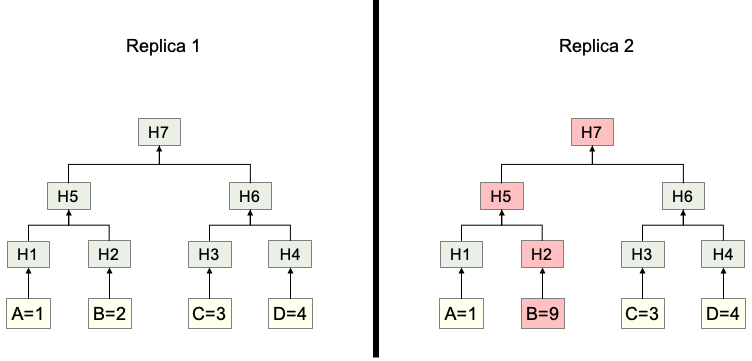 Replica 1
Replica 2
H7
H7
H5
H6
H5
H6
H1
H2
H3
H4
H1
H2
H3
H4
A=1
B=2
C=3
D=4
A=1
B=9
C=3
D=4